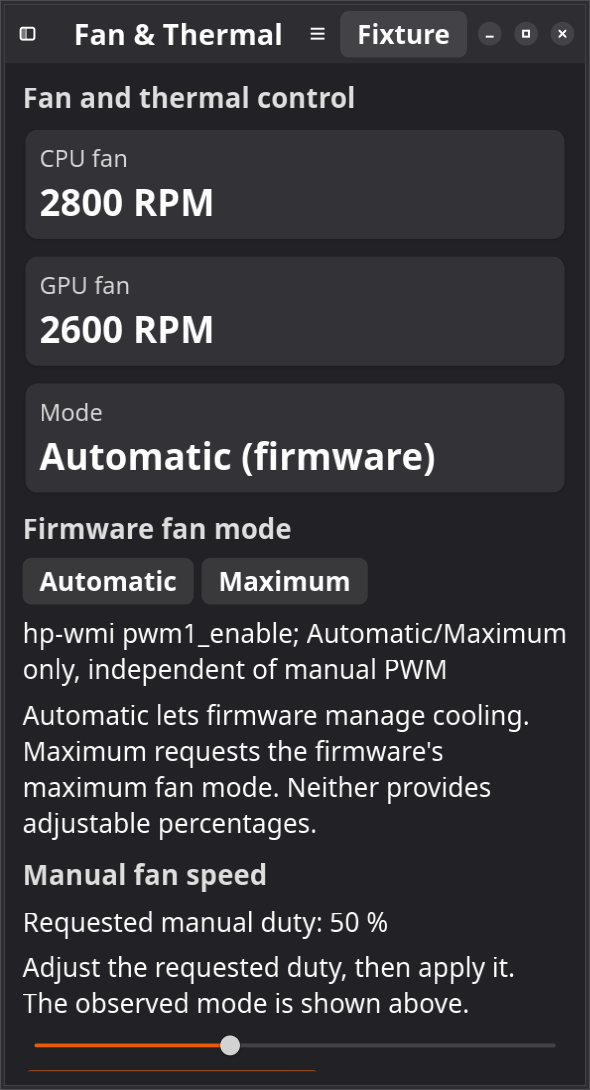 Fan & Thermal
Fixture
Fan and thermal control
CPU fan
2800 RPM
GPU fan
2600 RPM
Mode
Automatic (firmware)
Firmware fan mode
Automatic
Maximum
hp-wmi pwm1_enable; Automatic/Maximum
only, independent of manual PWM
Automatic lets firmware manage cooling.
Maximum requests the firmware's
maximum fan mode. Neither provides
adjustable percentages.
Manual fan speed
Requested manual duty: 50 %
Adjust the requested duty, then apply it.
The observed mode is shown above.